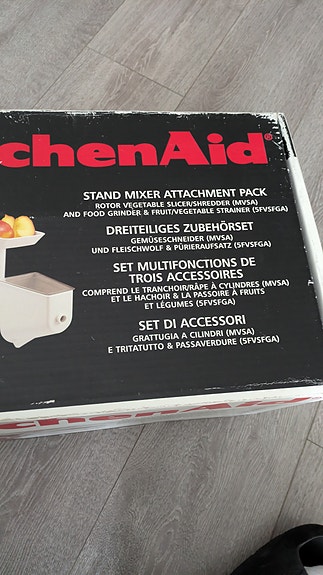 chenAid®
STAND MIXER ATTACHMENT PACK
ROTOR VEGETABLE SLICER/SHREDDER (MVSA)
AND FOOD GRINDER & FRUIT/VEGETABLE STRAINER (5FVSFGA)
DREITEILIGES ZUBEHÖRSET
GEMÜSESCHNEIDER (MVSA)
UND FLEISCHWOLF & PÜRIERAUFSATZ (5FVSFGA)
SET MULTIFONCTIONS DE
TROIS ACCESSOIRES
COMPREND LE TRANCHOIR/RÂPE À CYLINDRES (MVSA)
ET LE HACHOIR & LA PASSOIRE À FRUITS
ET LÉGUMES (5FVSFGA)
SET DI ACCESSORI
GRATTUGIA A CILINDRI (MVSA)
E TRITATUTTO & PASSAVERDURE (5FVSFGA)
chenAid